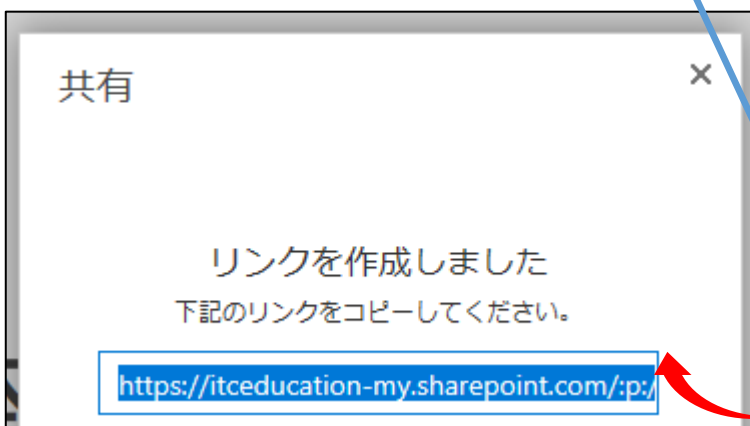 共有
リンクを作成しました
下記のリンクをコピーしてください。
https://itceducation-my.sharepoint.com/:p:/